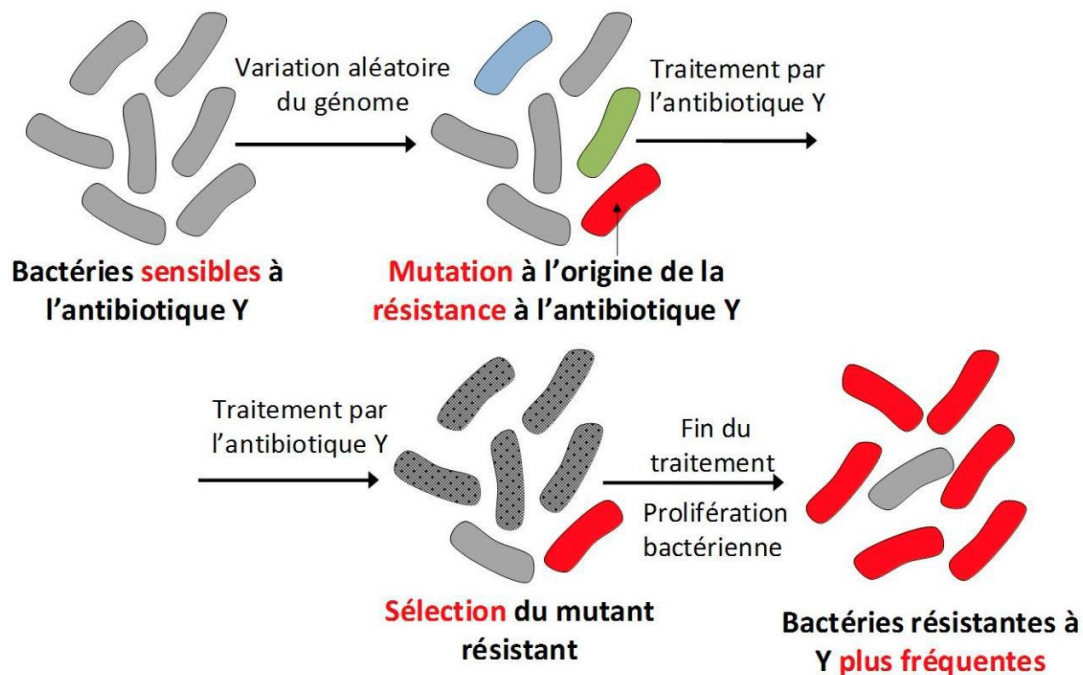 Variation aléatoire
du génome
Traitement par
l’antibiotique Y
Bactéries sensibles à
l’antibiotique Y
Mutation à l’origine de la
résistance à l’antibiotique Y
Traitement par
l’antibiotique Y
Fin du
traitement
Prolifération
bactérienne
Sélection du mutant
résistant
Bactéries résistantes à
Y plus fréquentes